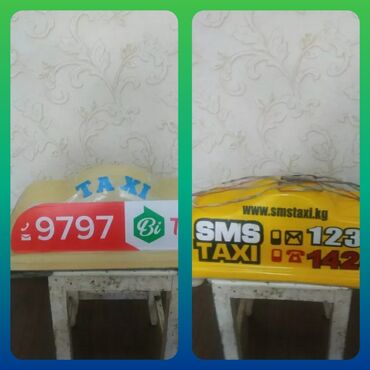 TAXI
9797 Bi T
www.smstaxi.kg
SMS 123
TAXI 142